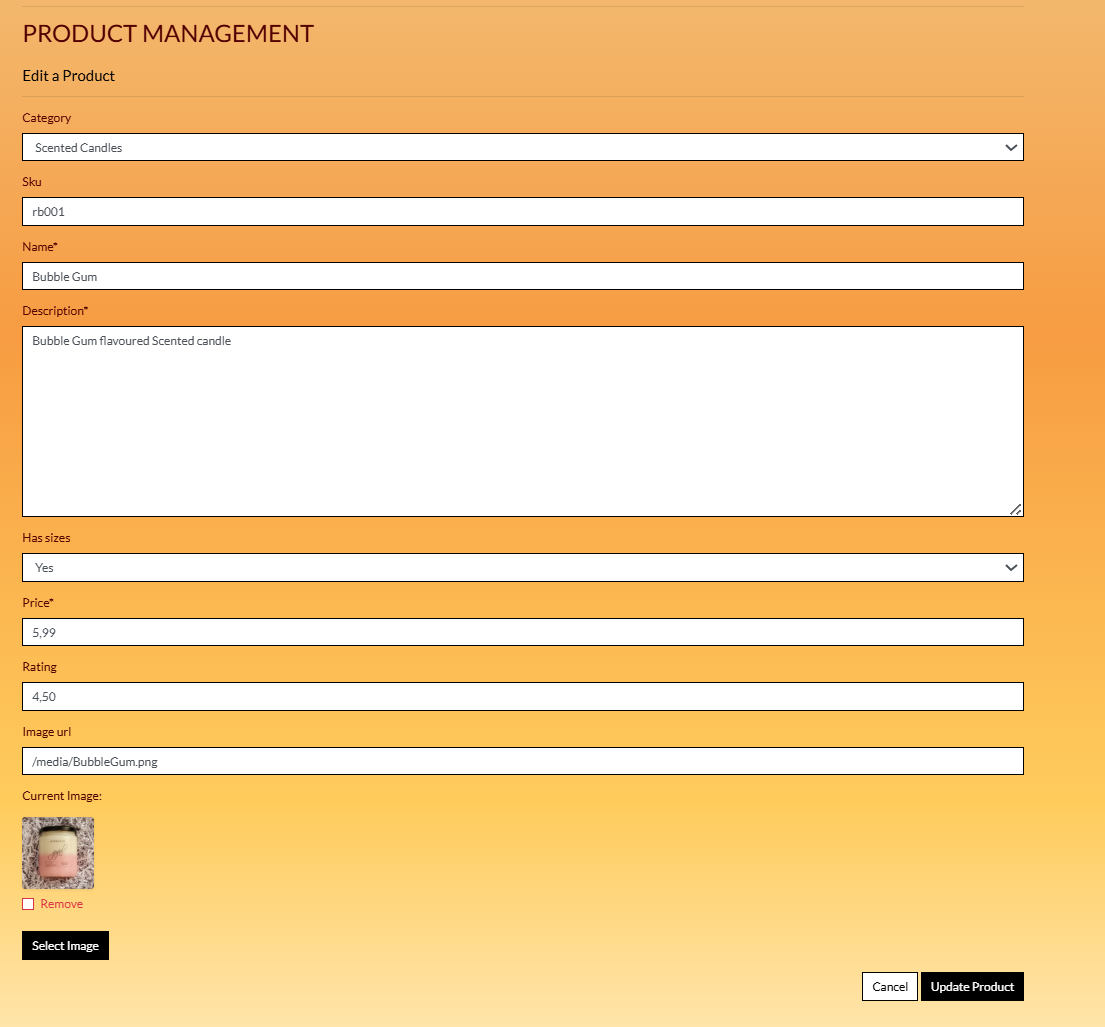 PRODUCT MANAGEMENT
Edit a Product
Category
Scented Candles
Sku
rb001
Name*
Bubble Gum
Description*
Bubble Gum flavoured Scented candle
Has sizes
Yes
Price*
5,99
Rating
4,50
Image url
/media/BubbleGum.png
Current Image:
Remove
Select Image
Cancel Update Product